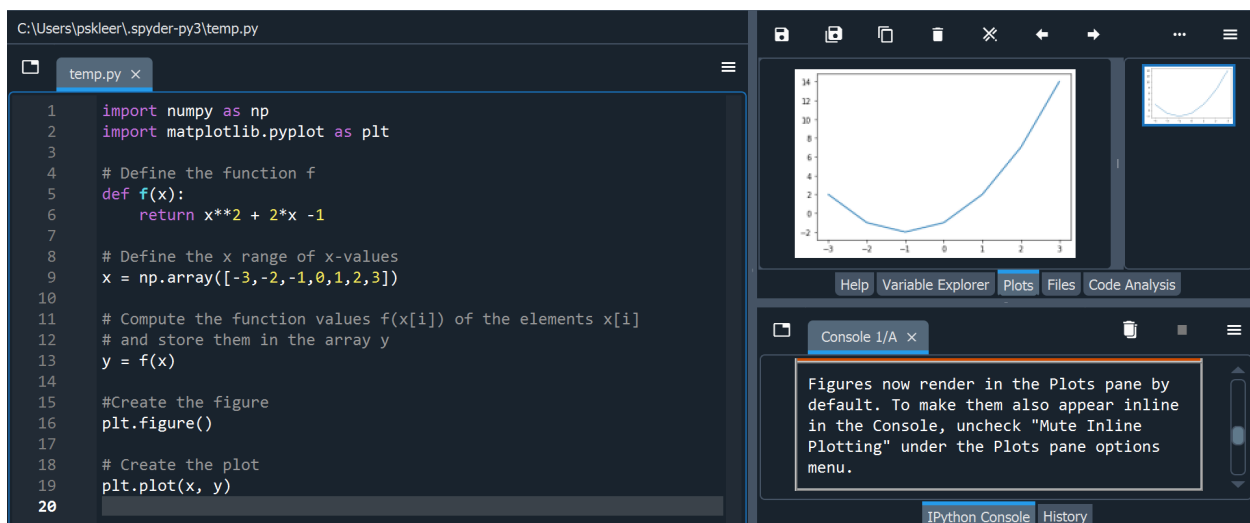 C:\Users\pskleer\.spyder-py3\temp.py
temp.py ×
1 import numpy as np
2 import matplotlib.pyplot as plt
3
4 # Define the function f
5 def f(x):
6 return x**2 + 2*x -1
7
8 # Define the x range of x-values
9 x = np.array([-3,-2,-1,0,1,2,3])
10
11 # Compute the function values f(x[i]) of the elements x[i]
12 # and store them in the array y
13 y = f(x)
14
15 #Create the figure
16 plt.figure()
17
18 # Create the plot
19 plt.plot(x, y)
20
14
12
10
8
6
4
2
0
−2
−3 −2 −1 0 1 2 3
Help Variable Explorer Plots Files Code Analysis
Console 1/A ×
Figures now render in the Plots pane by
default. To make them also appear inline
in the Console, uncheck "Mute Inline
Plotting" under the Plots pane options
menu.
IPython Console History